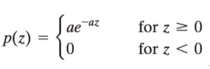 p(z) = { ae^{-az}   for z ≥ 0
0   for z < 0